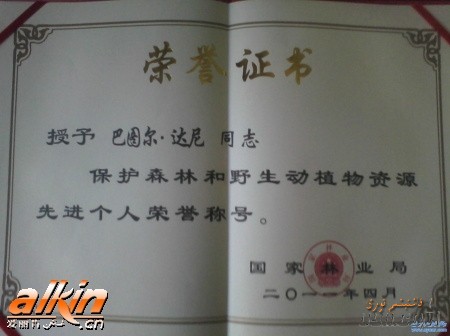 荣誉证书
授予 巴图尔·达尼 同志
保护森林和野生动植物资源
先进个人荣誉称号。
国家林业局
二〇一一年四月
alkin
.cn